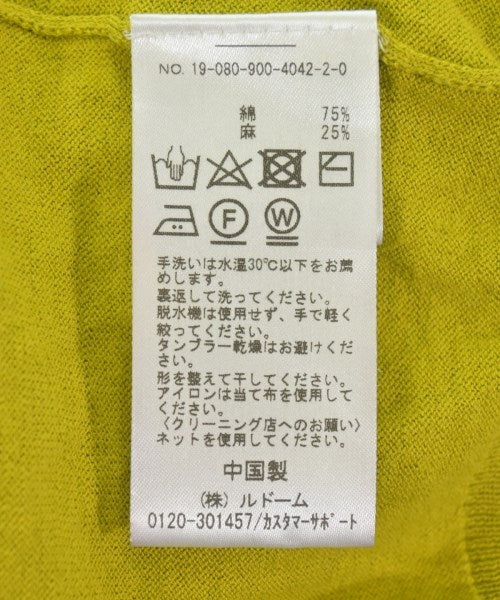 NO. 19-080-900-4042-2-0
綿 75%
麻 25%
F W
手洗いは水温30℃以下をお薦
めします。
裏返して洗ってください。
脱水機は使用せず、手で軽く
絞ってください。
タンブラー乾燥はお避けくだ
さい。
形を整えて干してください。
アイロンは当て布を使用して
ください。
〈クリーニング店へのお願い〉
ネットを使用してください。
中国製
(株) ルドーム
0120-301457/カスタマーサポート